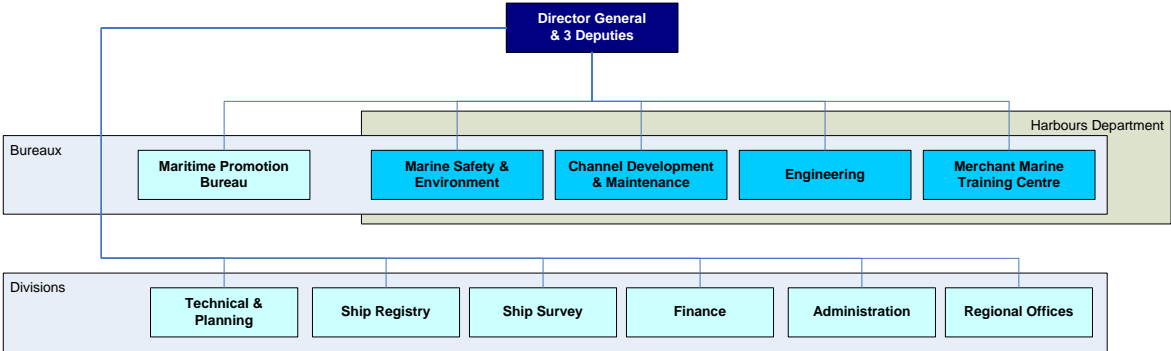 Director General
& 3 Deputies
Harbours Department
Bureaux
Maritime Promotion
Bureau
Marine Safety &
Environment
Channel Development
& Maintenance
Engineering
Merchant Marine
Training Centre
Divisions
Technical &
Planning
Ship Registry
Ship Survey
Finance
Administration
Regional Offices